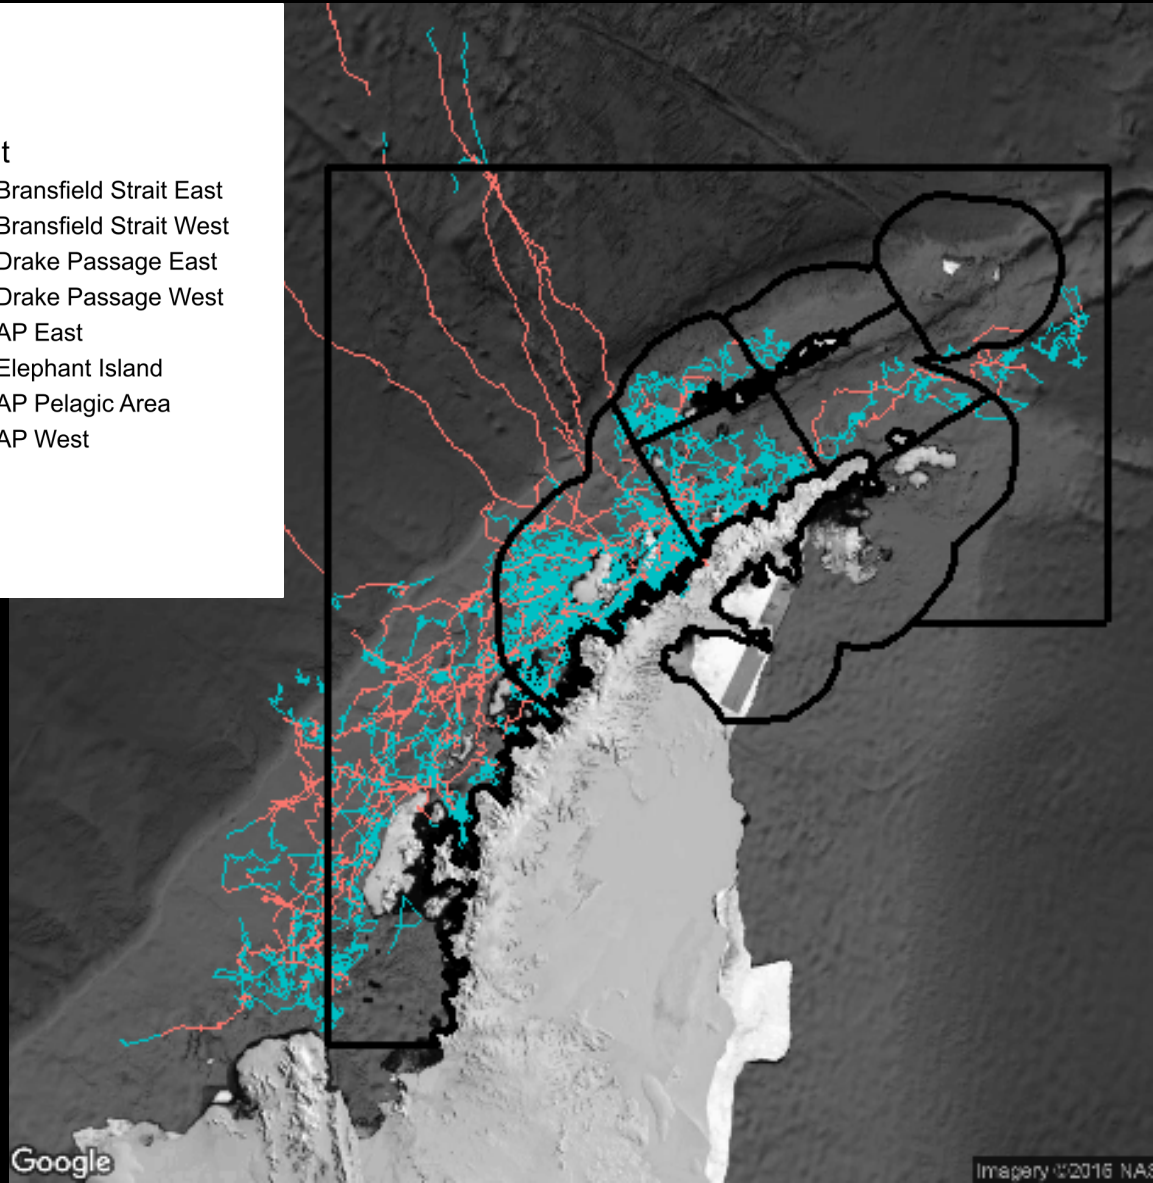 t
Bransfield Strait East
Bransfield Strait West
Drake Passage East
Drake Passage West
AP East
Elephant Island
AP Pelagic Area
AP West
Google
Imagery ©2016 NAS